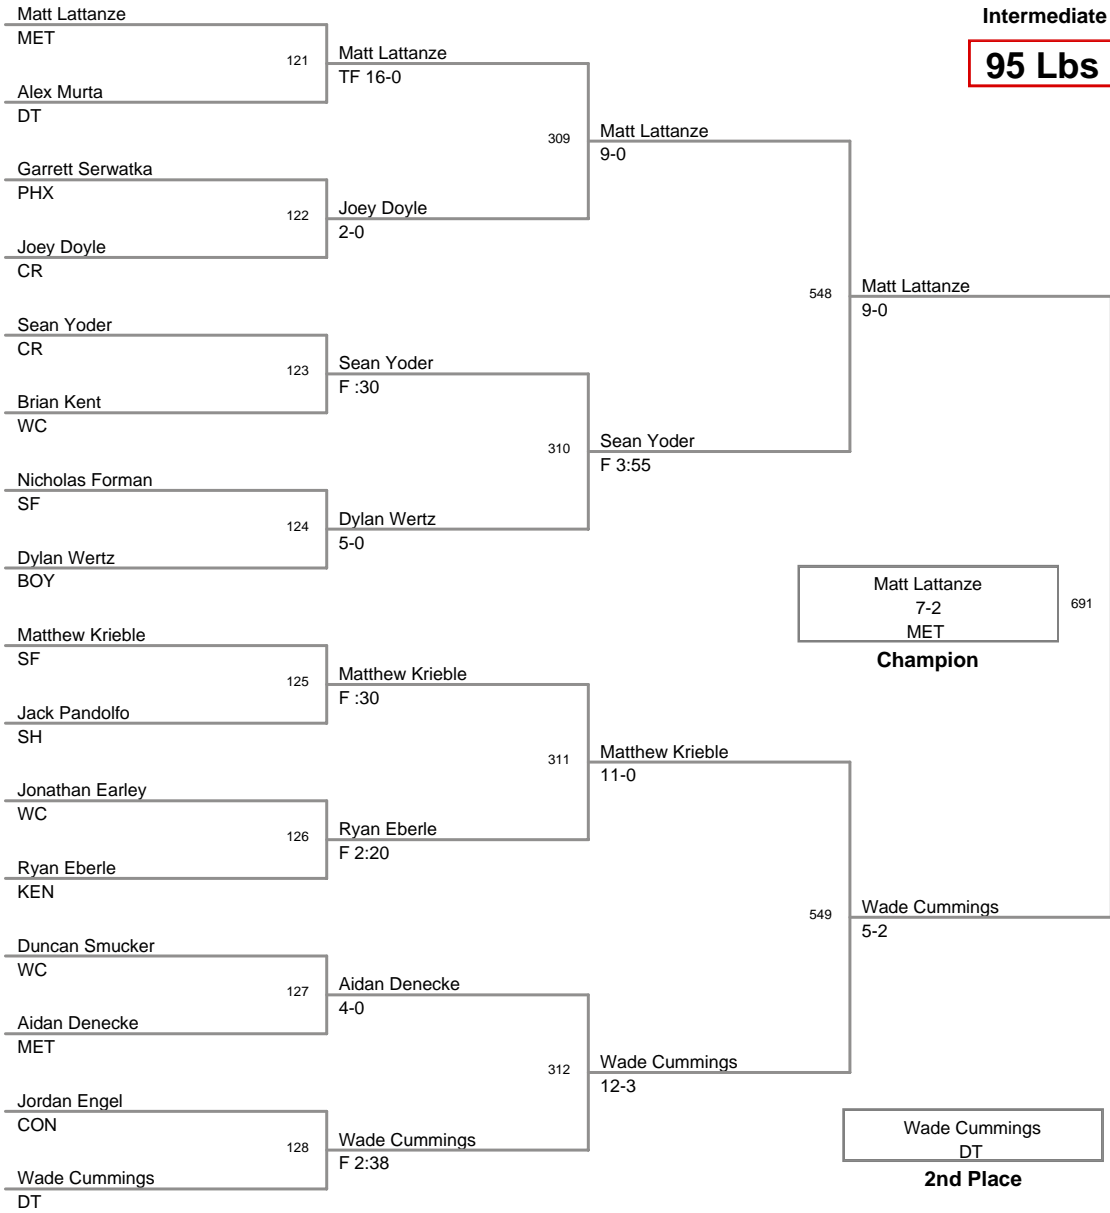 Intermediate
95 Lbs
Matt Lattanze
MET
121
Alex Murta
DT
Garrett Serwatka
PHX
122
Joey Doyle
CR
Sean Yoder
CR
123
Brian Kent
WC
Nicholas Forman
SF
124
Dylan Wertz
BOY
Matthew Krieble
SF
125
Jack Pandolfo
SH
Jonathan Earley
WC
126
Ryan Eberle
KEN
Duncan Smucker
WC
127
Aidan Denecke
MET
Jordan Engel
CON
128
Wade Cummings
DT
Matt Lattanze
TF 16-0
309
Joey Doyle
2-0
Sean Yoder
F :30
310
Dylan Wertz
5-0
Matthew Krieble
F :30
311
Ryan Eberle
F 2:20
Aidan Denecke
4-0
312
Wade Cummings
F 2:38
Matt Lattanze
9-0
548
Sean Yoder
F 3:55
Matthew Krieble
11-0
549
Wade Cummings
12-3
Matt Lattanze
9-0
691
Wade Cummings
5-2
Matt Lattanze
7-2
MET
Champion
Wade Cummings
DT
2nd Place